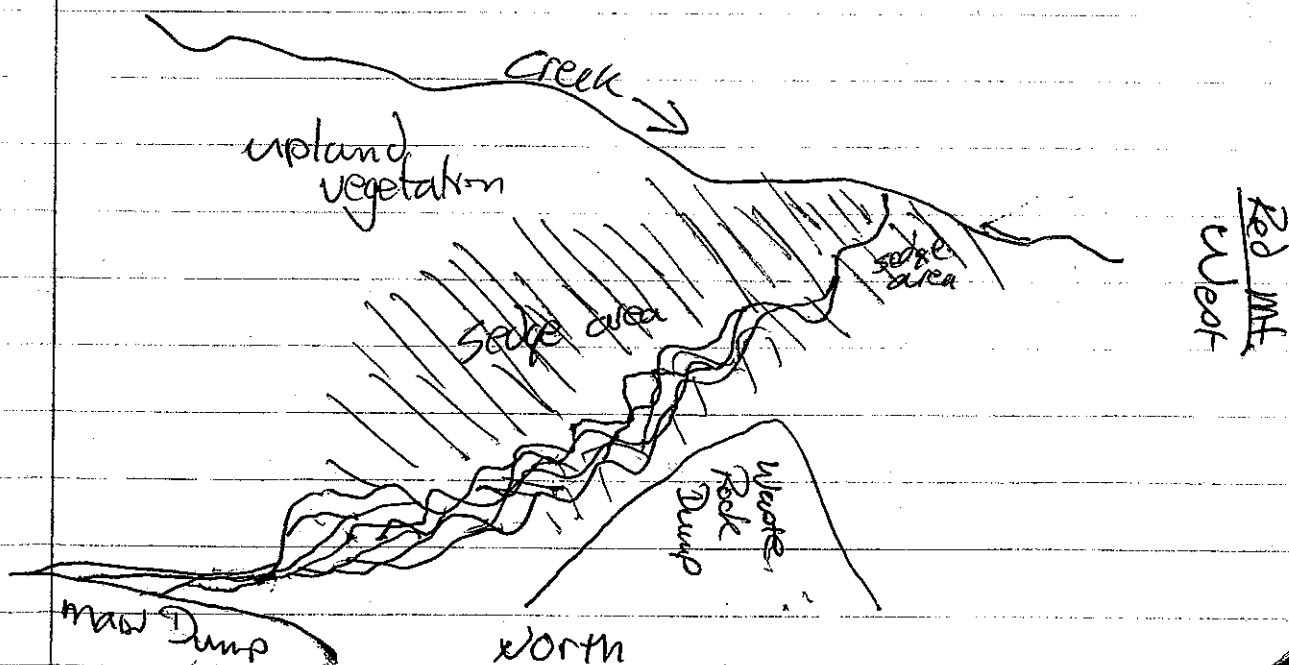 Creek
upland
vegetation
Red Mt.
West
sedge
area
sedge area
Waste
Rock
Dump
Main Dump
North